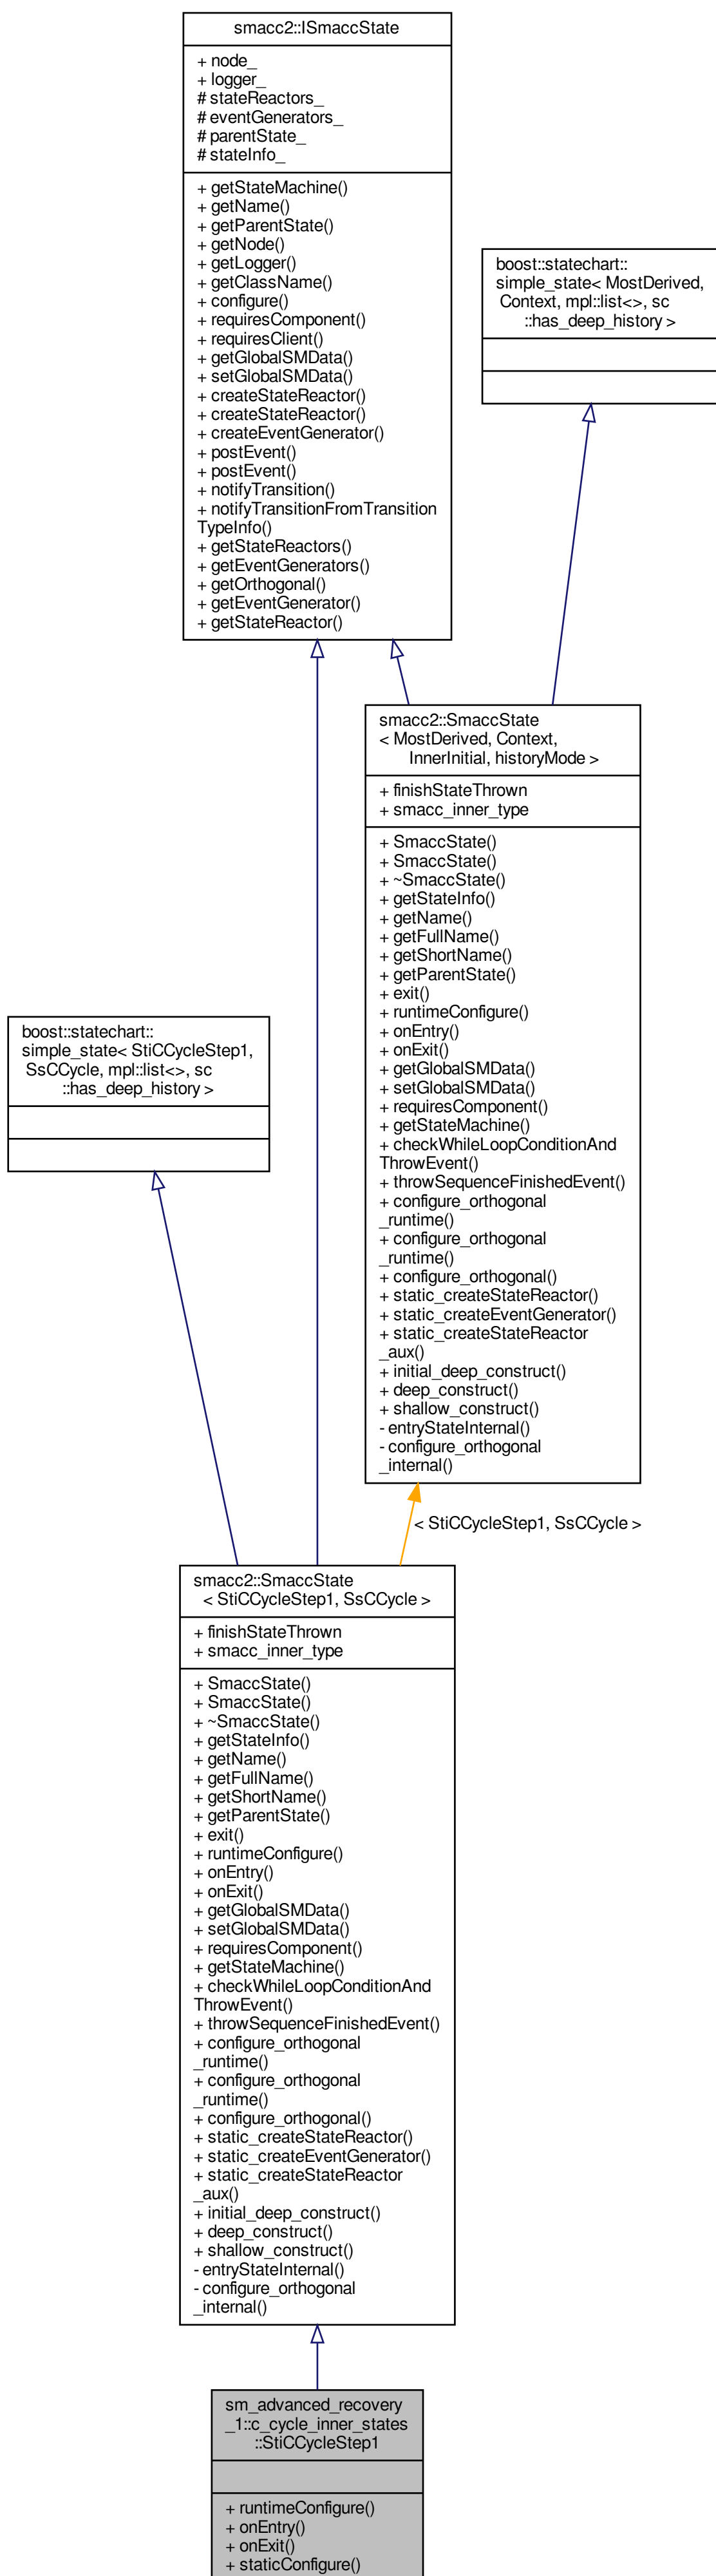 smacc2::ISmaccState
+ node_
+ logger_
# stateReactors_
# eventGenerators_
# parentState_
# stateInfo_
+ getStateMachine()
+ getName()
+ getParentState()
+ getNode()
+ getLogger()
+ getClassName()
+ configure()
+ requiresComponent()
+ requiresClient()
+ getGlobalSMData()
+ setGlobalSMData()
+ createStateReactor()
+ createStateReactor()
+ createEventGenerator()
+ postEvent()
+ postEvent()
+ notifyTransition()
+ notifyTransitionFromTransition
TypeInfo()
+ getStateReactors()
+ getEventGenerators()
+ getOrthogonal()
+ getEventGenerator()
+ getStateReactor()
boost::statechart::
simple_state< MostDerived,
Context, mpl::list<>, sc
::has_deep_history >
smacc2::SmaccState
< MostDerived, Context,
InnerInitial, historyMode >
+ finishStateThrown
+ smacc_inner_type
+ SmaccState()
+ SmaccState()
+ ~SmaccState()
+ getStateInfo()
+ getName()
+ getFullName()
+ getShortName()
+ getParentState()
+ exit()
+ runtimeConfigure()
+ onEntry()
+ onExit()
+ getGlobalSMData()
+ setGlobalSMData()
+ requiresComponent()
+ getStateMachine()
+ checkWhileLoopConditionAnd
ThrowEvent()
+ throwSequenceFinishedEvent()
+ configure_orthogonal
_runtime()
+ configure_orthogonal
_runtime()
+ configure_orthogonal()
+ static_createStateReactor()
+ static_createEventGenerator()
+ static_createStateReactor
_aux()
+ initial_deep_construct()
+ deep_construct()
+ shallow_construct()
- entryStateInternal()
- configure_orthogonal
_internal()
boost::statechart::
simple_state< StiCCycleStep1,
SsCCycle, mpl::list<>, sc
::has_deep_history >
< StiCCycleStep1, SsCCycle >
smacc2::SmaccState
< StiCCycleStep1, SsCCycle >
+ finishStateThrown
+ smacc_inner_type
+ SmaccState()
+ SmaccState()
+ ~SmaccState()
+ getStateInfo()
+ getName()
+ getFullName()
+ getShortName()
+ getParentState()
+ exit()
+ runtimeConfigure()
+ onEntry()
+ onExit()
+ getGlobalSMData()
+ setGlobalSMData()
+ requiresComponent()
+ getStateMachine()
+ checkWhileLoopConditionAnd
ThrowEvent()
+ throwSequenceFinishedEvent()
+ configure_orthogonal
_runtime()
+ configure_orthogonal
_runtime()
+ configure_orthogonal()
+ static_createStateReactor()
+ static_createEventGenerator()
+ static_createStateReactor
_aux()
+ initial_deep_construct()
+ deep_construct()
+ shallow_construct()
- entryStateInternal()
- configure_orthogonal
_internal()
sm_advanced_recovery
_1::c_cycle_inner_states
::StiCCycleStep1
+ runtimeConfigure()
+ onEntry()
+ onExit()
+ staticConfigure()